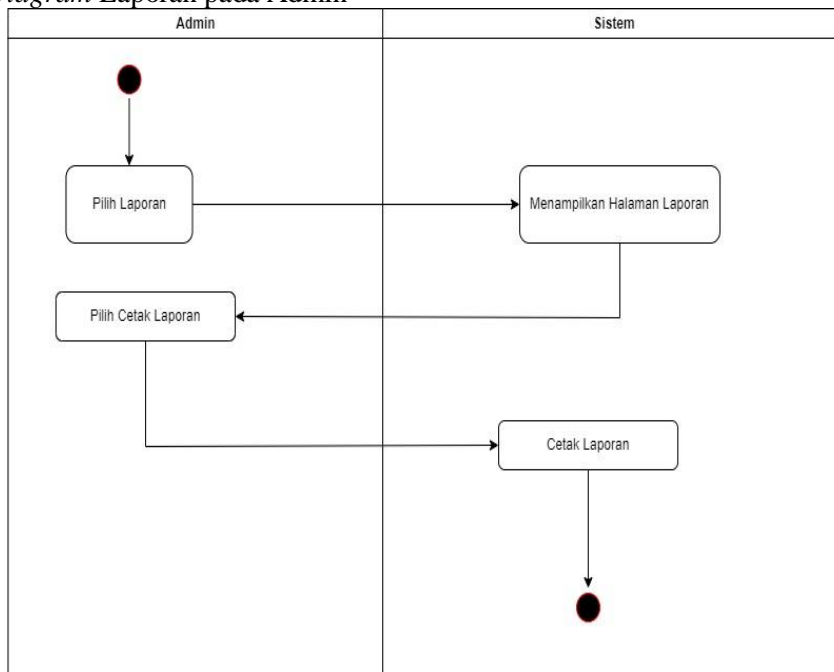 Laporan pada Admin
Admin
Sistem
Pilih Laporan
Menampilkan Halaman Laporan
Pilih Cetak Laporan
Cetak Laporan